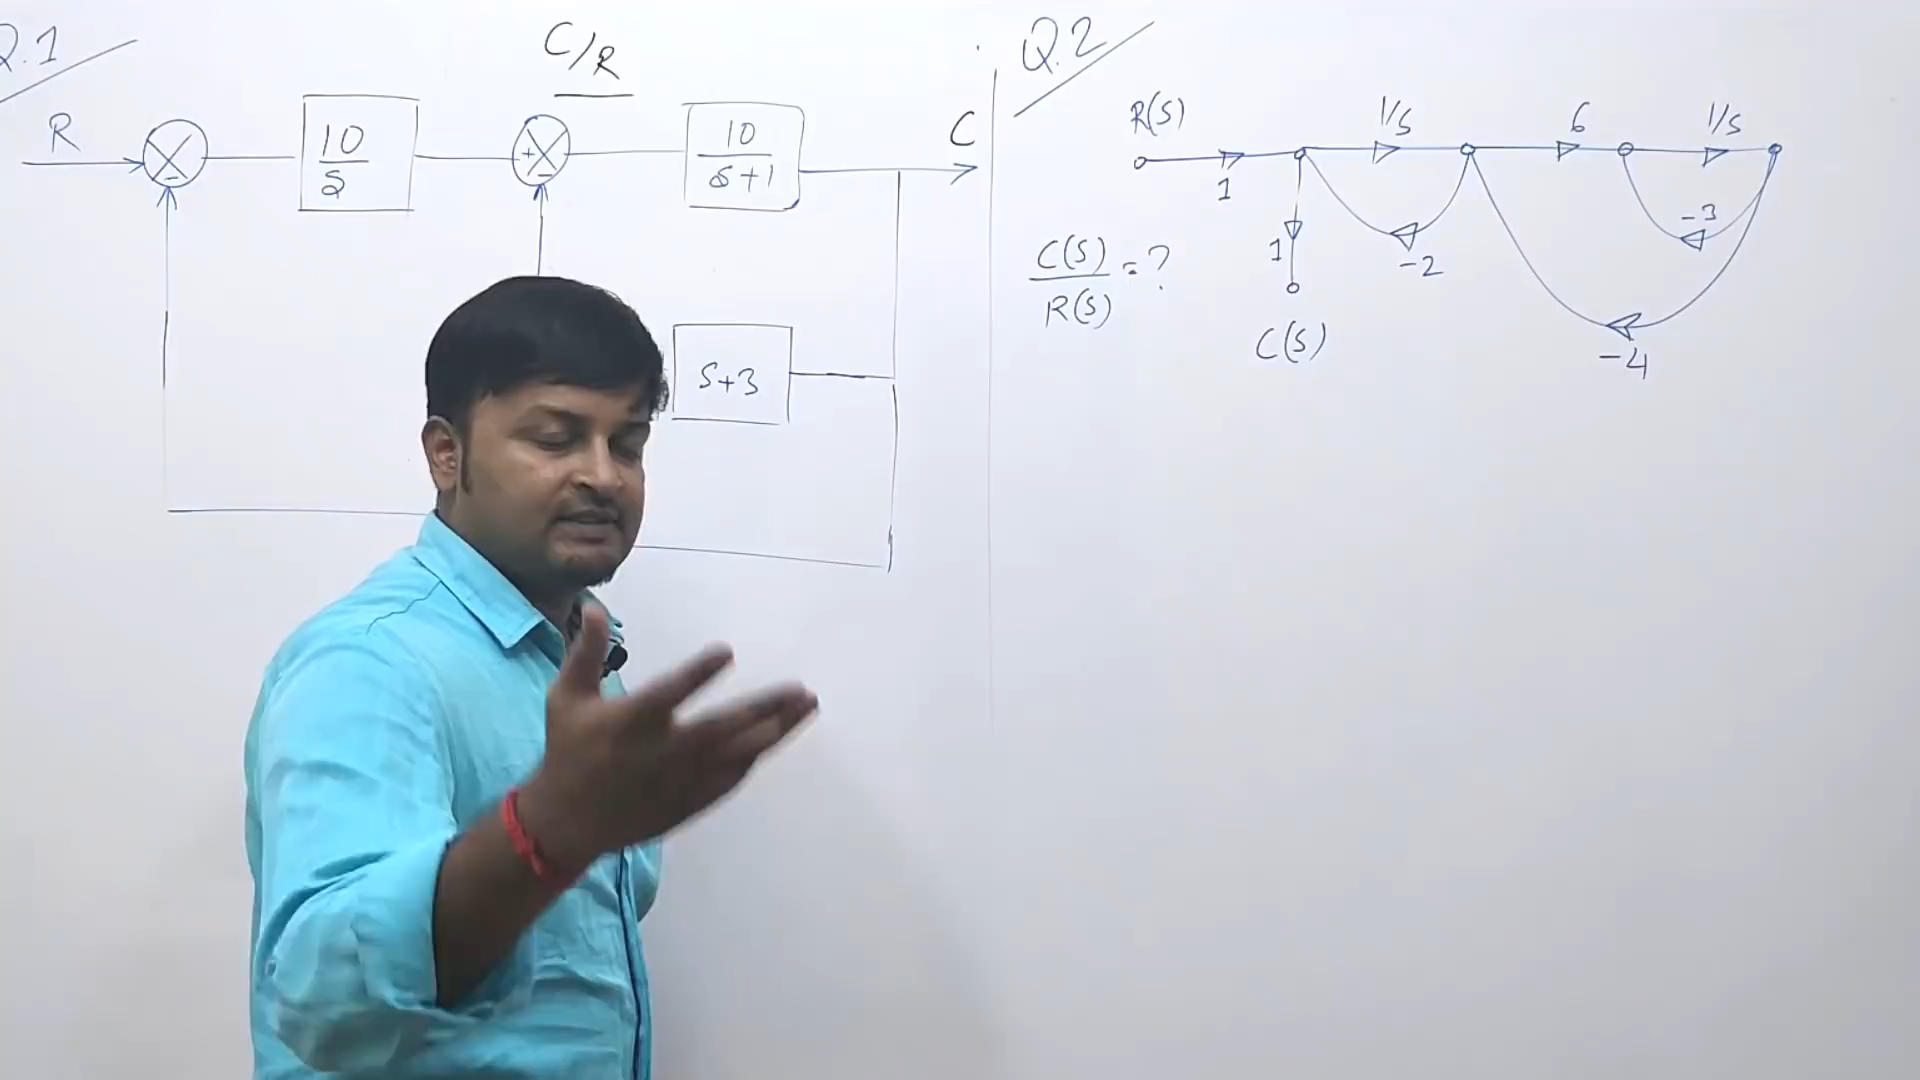 Q.1
C/R
R
10
S
+
-
-
10
S+1
C
S+3
Q.2
R(S)
1
1/S
6
1/S
-2
-3
-4
1
C(S)
C(S)
R(S)
= ?